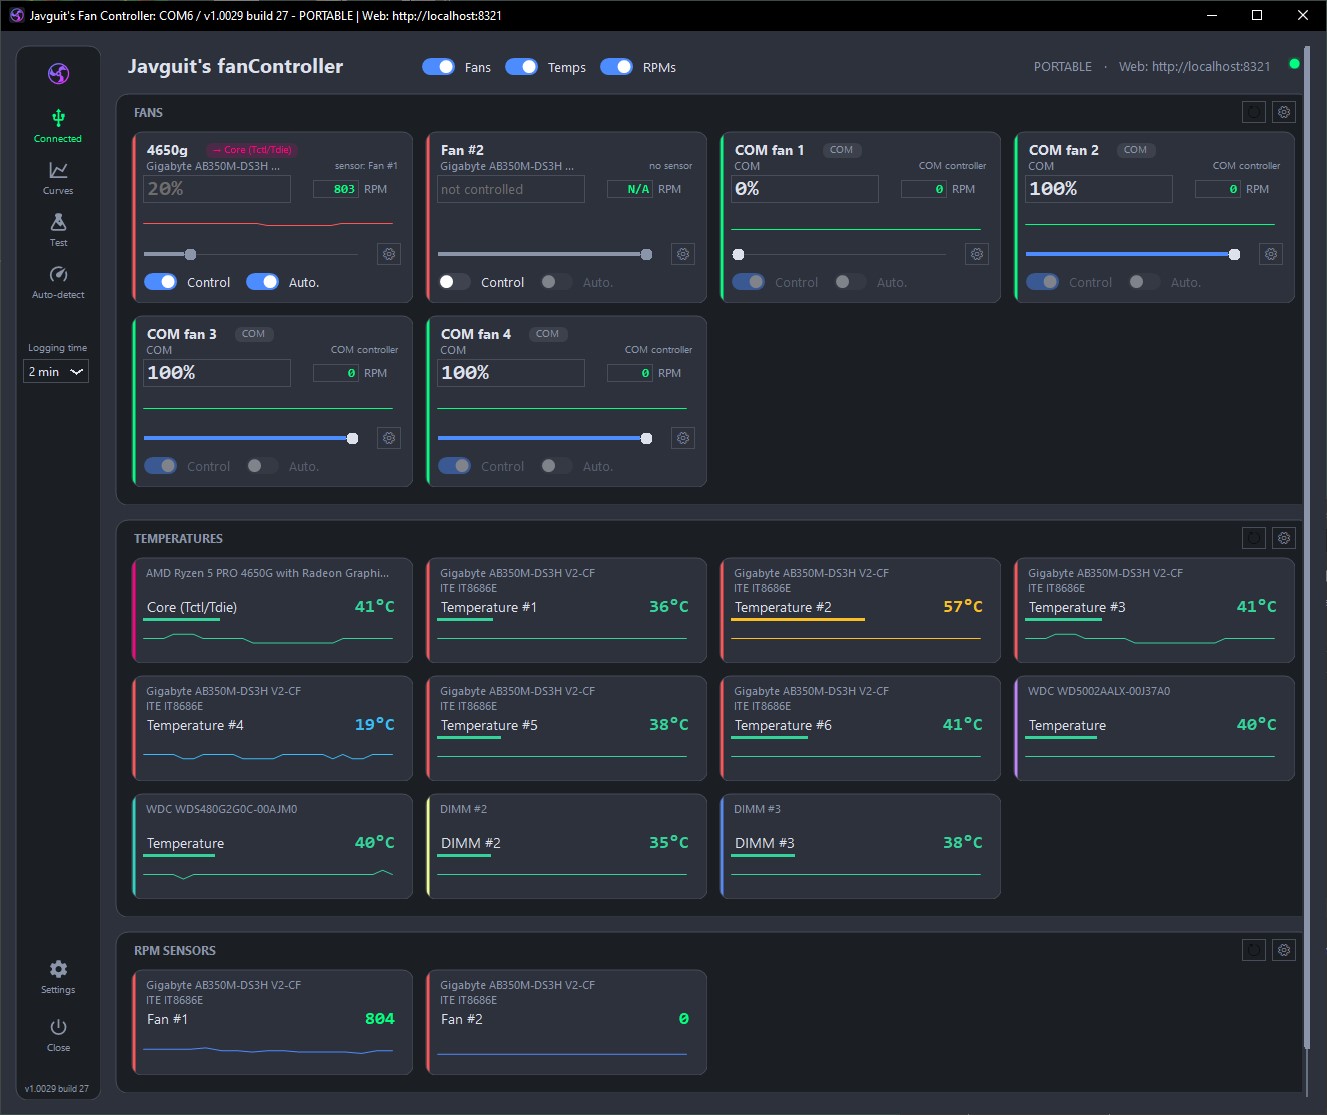 Javguit's Fan Controller: COM6 / v1.0029 build 27 - PORTABLE | Web: http://localhost:8321
Javguit's fanController
Fans
Temps
RPMs
PORTABLE · Web: http://localhost:8321
Connected
Curves
Test
Auto-detect
Logging time
2 min
Settings
Close
v1.0029 build 27
FANS
4650g
→ Core (Tctl/Tdie)
Gigabyte AB350M-DS3H ...
sensor: Fan #1
20%
803 RPM
Control
Auto.
Fan #2
Gigabyte AB350M-DS3H ...
no sensor
not controlled
N/A RPM
Control
Auto.
COM fan 1
COM
COM
COM controller
0%
0 RPM
Control
Auto.
COM fan 2
COM
COM
COM controller
100%
0 RPM
Control
Auto.
COM fan 3
COM
COM
COM controller
100%
0 RPM
Control
Auto.
COM fan 4
COM
COM
COM controller
100%
0 RPM
Control
Auto.
TEMPERATURES
AMD Ryzen 5 PRO 4650G with Radeon Graphi...
Core (Tctl/Tdie)
41°C
Gigabyte AB350M-DS3H V2-CF
ITE IT8686E
Temperature #1
36°C
Gigabyte AB350M-DS3H V2-CF
ITE IT8686E
Temperature #2
57°C
Gigabyte AB350M-DS3H V2-CF
ITE IT8686E
Temperature #3
41°C
Gigabyte AB350M-DS3H V2-CF
ITE IT8686E
Temperature #4
19°C
Gigabyte AB350M-DS3H V2-CF
ITE IT8686E
Temperature #5
38°C
Gigabyte AB350M-DS3H V2-CF
ITE IT8686E
Temperature #6
41°C
WDC WD5002AALX-00J37A0
Temperature
40°C
WDC WDS480G2G0C-00AJM0
Temperature
40°C
DIMM #2
DIMM #2
35°C
DIMM #3
DIMM #3
38°C
RPM SENSORS
Gigabyte AB350M-DS3H V2-CF
ITE IT8686E
Fan #1
804
Gigabyte AB350M-DS3H V2-CF
ITE IT8686E
Fan #2
0